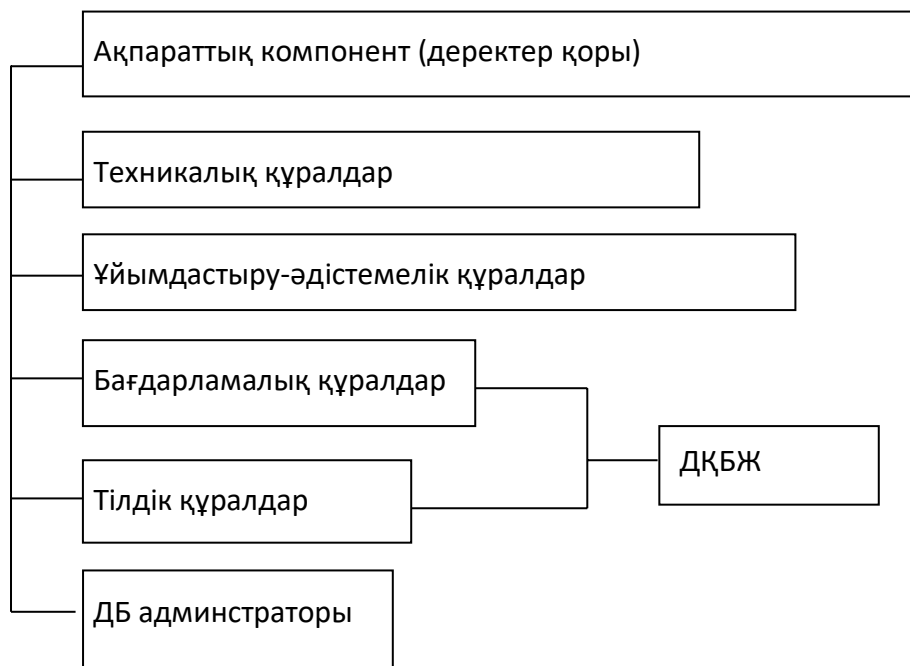 Ақпараттық компонент (деректер қоры)
Техникалық құралдар
Ұйымдастыру-әдістемелік құралдар
Бағдарламалық құралдар
ДҚБЖ
Тілдік құралдар
ДБ админстраторы